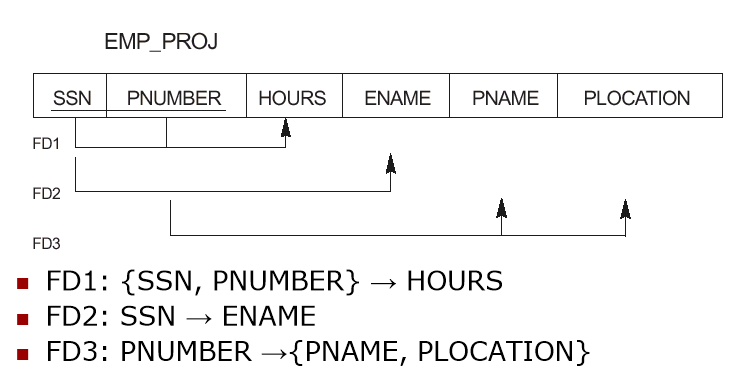 EMP_PROJ
SSN PNUMBER HOURS ENAME PNAME PLOCATION
FD1
FD2
FD3
FD1: {SSN, PNUMBER} → HOURS
FD2: SSN → ENAME
FD3: PNUMBER →{PNAME, PLOCATION}